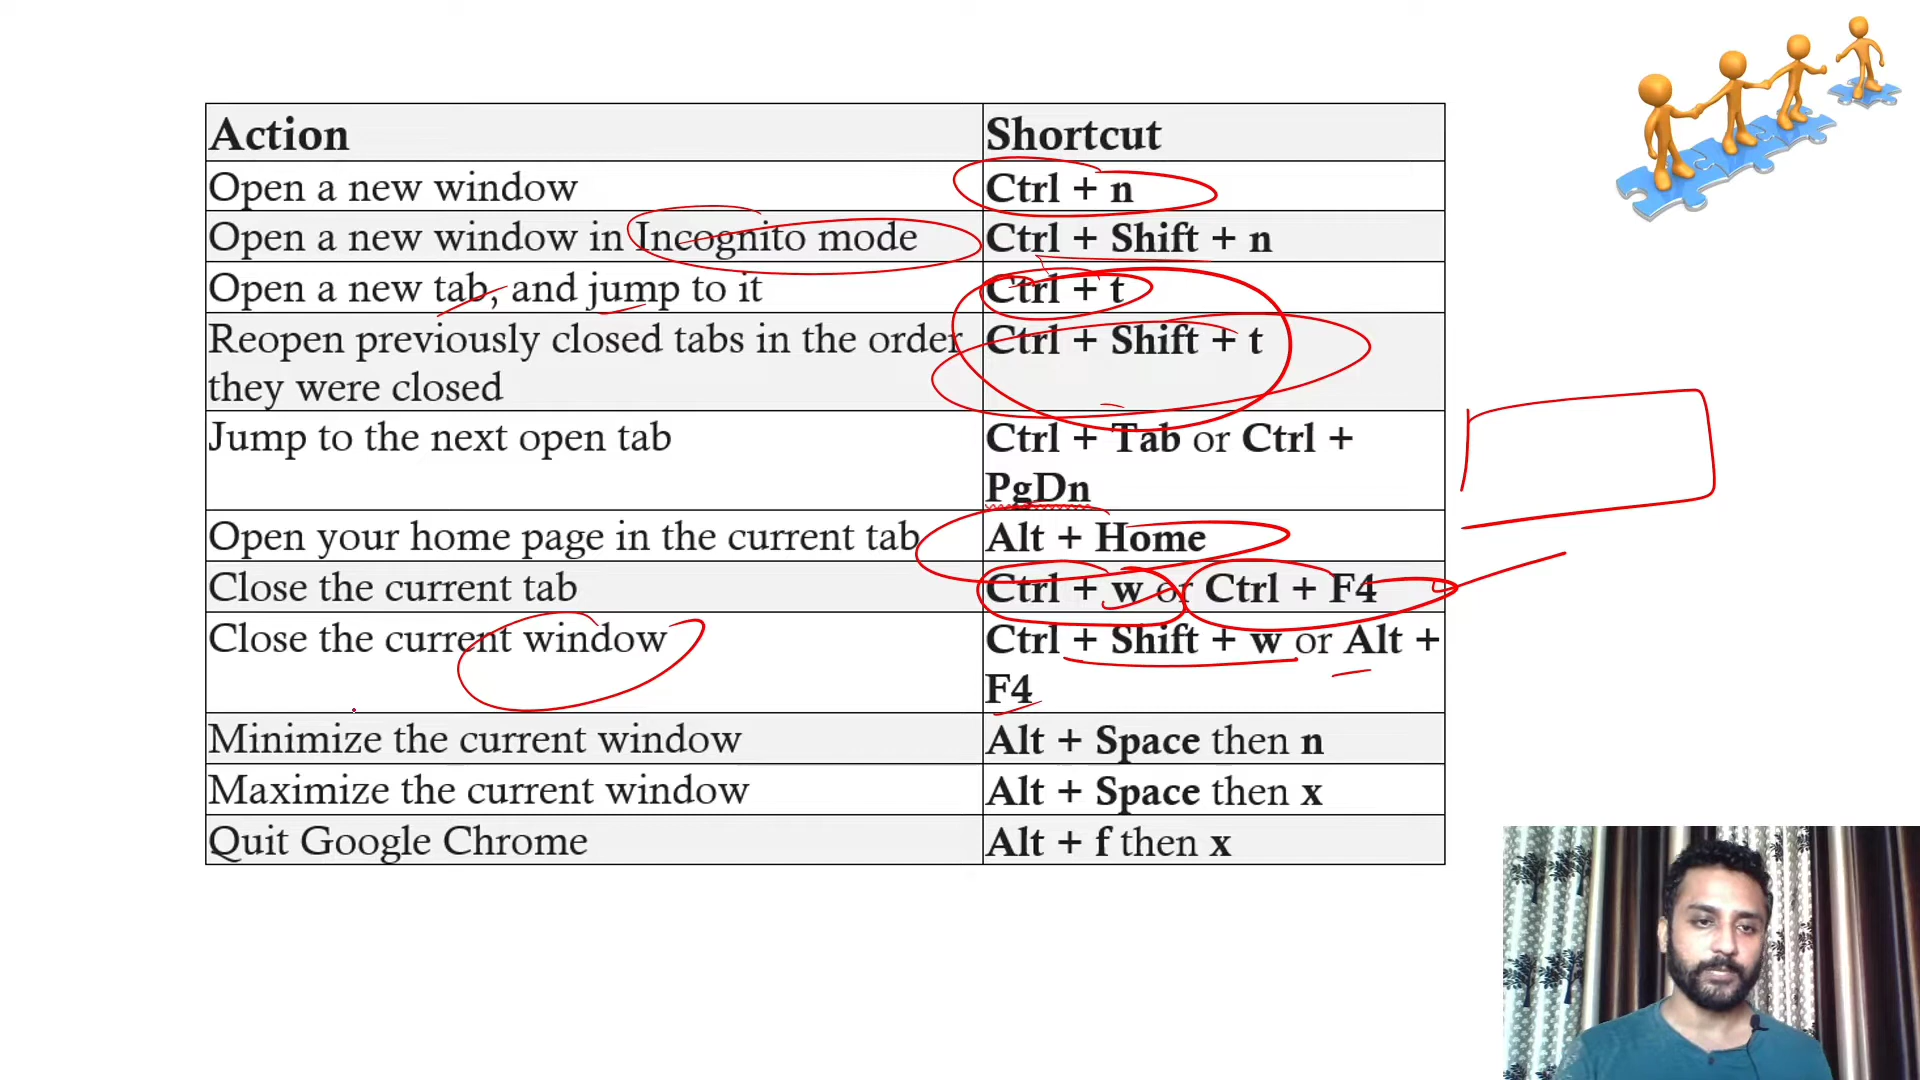 Action Shortcut
Open a new window Ctrl + n
Open a new window in Incognito mode Ctrl + Shift + n
Open a new tab, and jump to it Ctrl + t
Reopen previously closed tabs in the order Ctrl + Shift + t
they were closed
Jump to the next open tab Ctrl + Tab or Ctrl +
PgDn
Open your home page in the current tab Alt + Home
Close the current tab Ctrl + w or Ctrl + F4
Close the current window Ctrl + Shift + w or Alt +
F4
Minimize the current window Alt + Space then n
Maximize the current window Alt + Space then x
Quit Google Chrome Alt + f then x